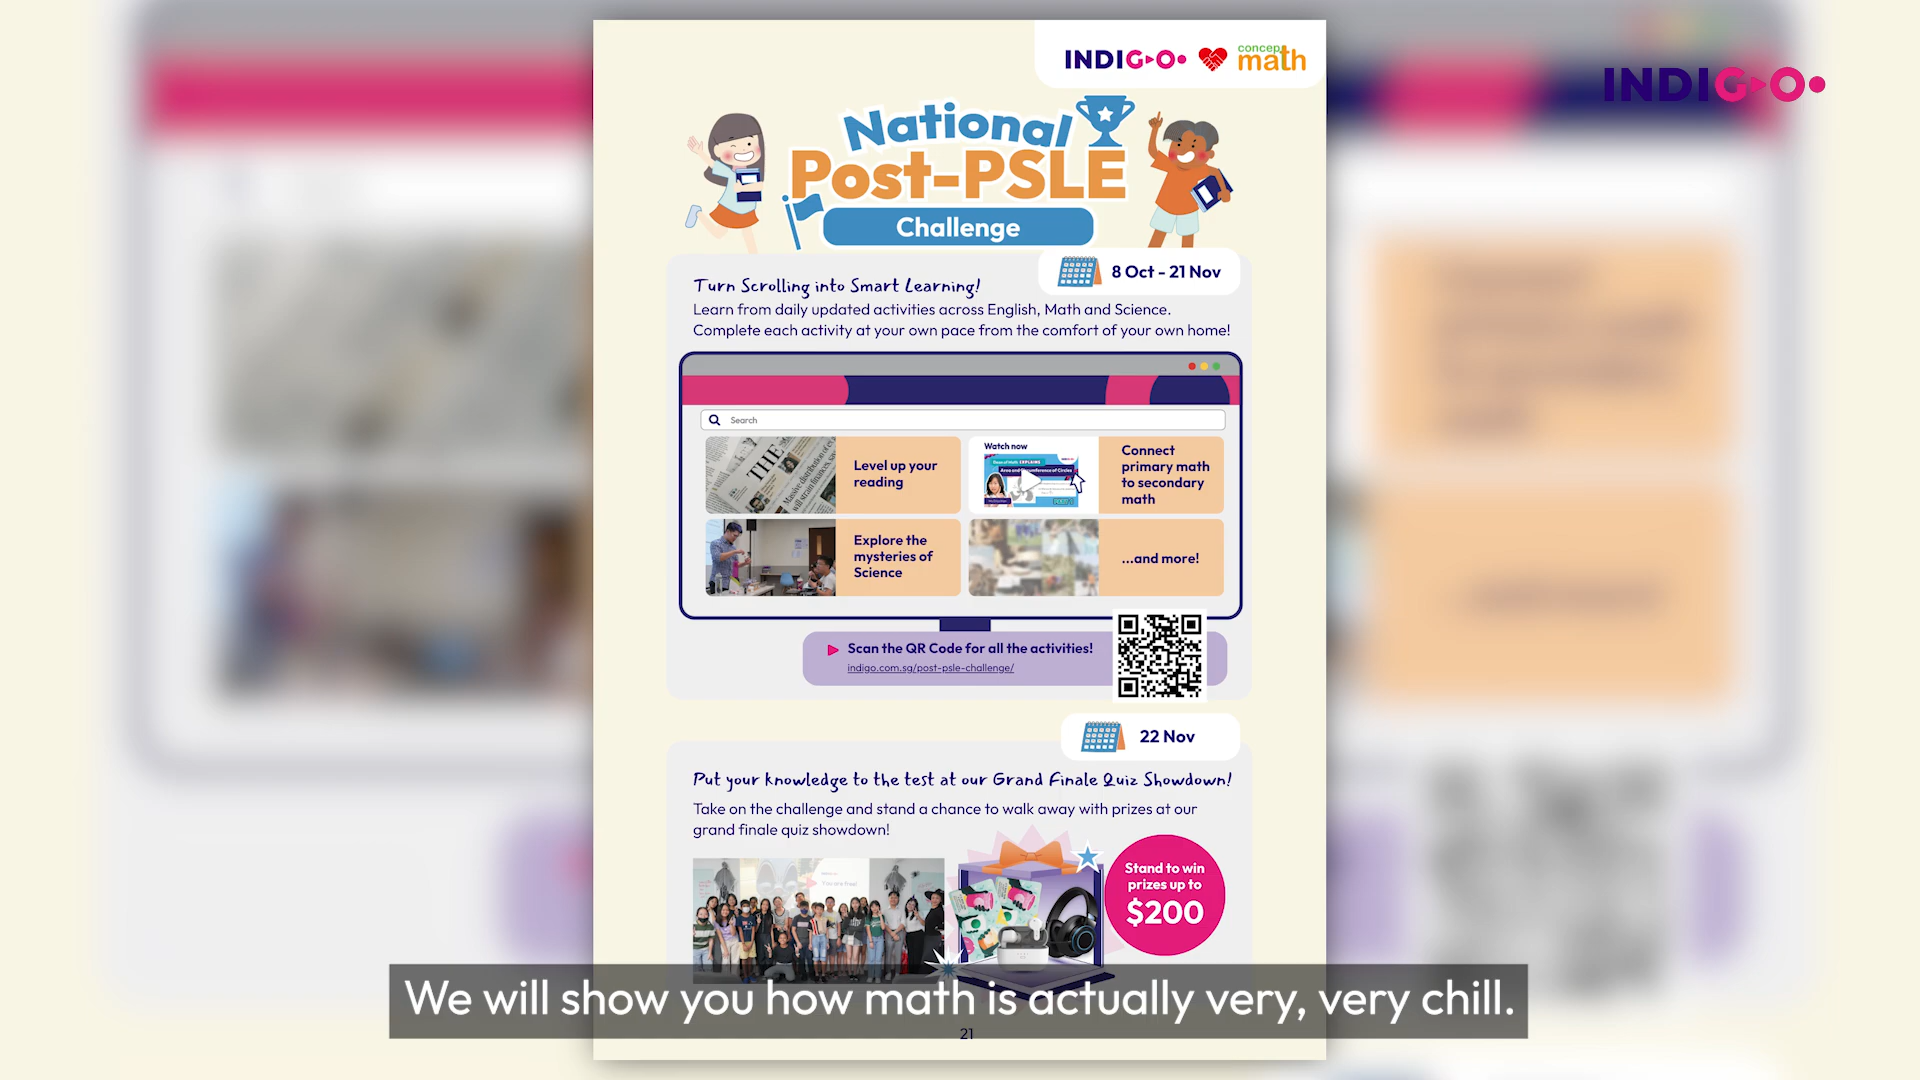 INDIGO
concept
math
INDIGO
National
Post-PSLE
Challenge
8 Oct - 21 Nov
Turn Scrolling into Smart Learning!
Learn from daily updated activities across English, Math and Science.
Complete each activity at your own pace from the comfort of your own home!
Search
THE
Level up your
reading
Watch now
Area and Circumference of Circles
Connect
primary math
to secondary
math
Explore the
mysteries of
Science
...and more!
Scan the QR Code for all the activities!
indigo.com.sg/post-psle-challenge/
22 Nov
Put your knowledge to the test at our Grand Finale Quiz Showdown!
Take on the challenge and stand a chance to walk away with prizes at our
grand finale quiz showdown!
Stand to win
prizes up to
$200
We will show you how math is actually very, very chill.
21